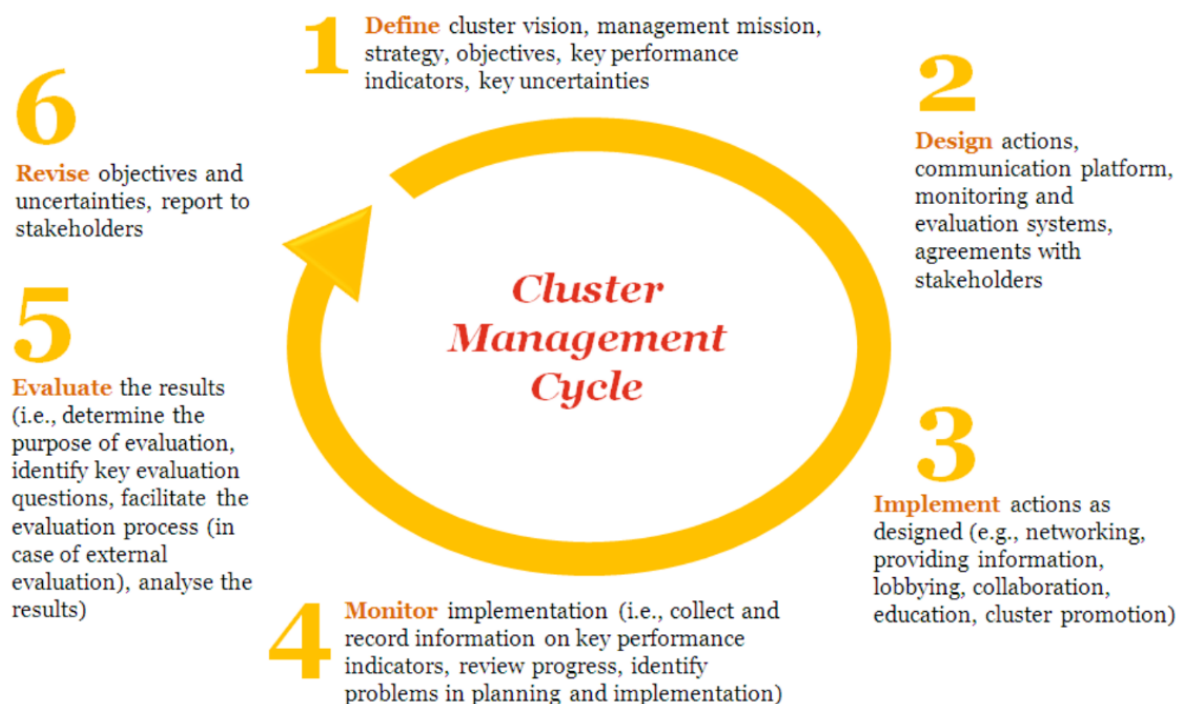 1
Define cluster vision, management mission,
strategy, objectives, key performance
indicators, key uncertainties
2
Design actions,
communication platform,
monitoring and
evaluation systems,
agreements with
stakeholders
3
Implement actions as
designed (e.g., networking,
providing information,
lobbying, collaboration,
education, cluster promotion)
4
Monitor implementation (i.e., collect and
record information on key performance
indicators, review progress, identify
problems in planning and implementation)
5
Evaluate the results
(i.e., determine the
purpose of evaluation,
identify key evaluation
questions, facilitate the
evaluation process (in
case of external
evaluation), analyse the
results)
6
Revise objectives and
uncertainties, report to
stakeholders
Cluster
Management
Cycle